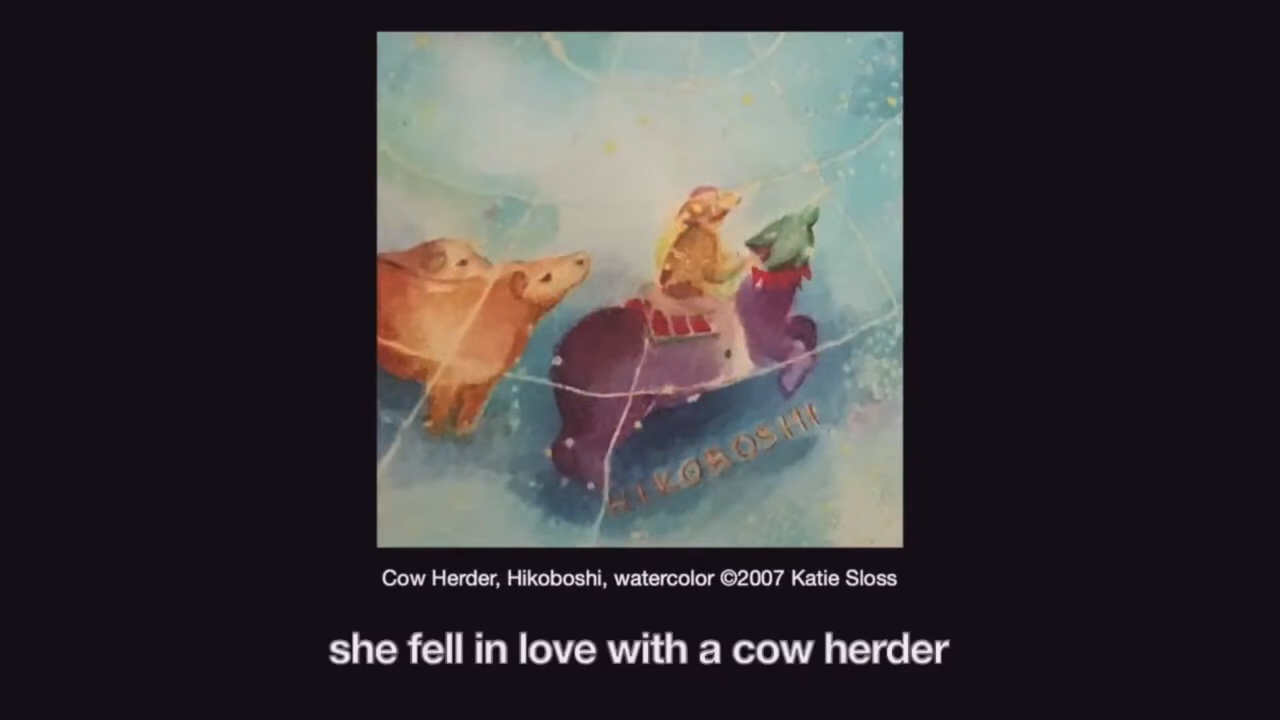 HIKOBOSHI
Cow Herder, Hikoboshi, watercolor ©2007 Katie Sloss
she fell in love with a cow herder